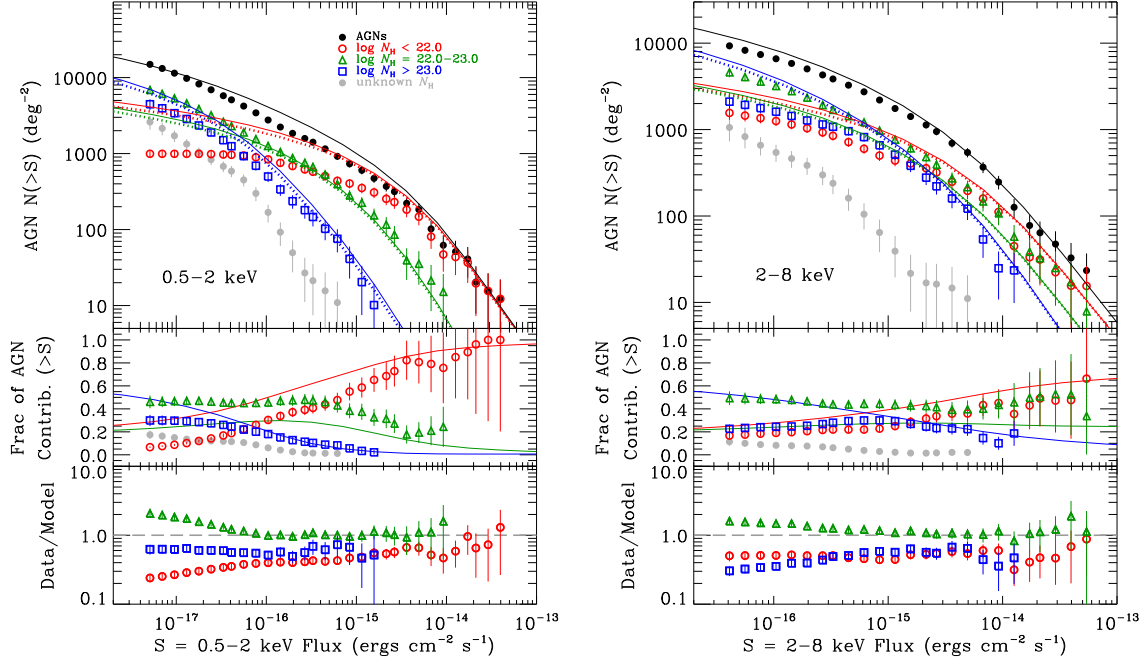 AGN N(>S) (deg⁻²)
10000
1000
100
10
AGNs
log N_H < 22.0
log N_H = 22.0−23.0
log N_H > 23.0
unknown N_H
0.5−2 keV
Frac of AGN
Contrib. (>S)
1.0
0.8
0.6
0.4
0.2
0.0
Data/Model
10.0
1.0
0.1
10⁻¹⁷ 10⁻¹⁶ 10⁻¹⁵ 10⁻¹⁴ 10⁻¹³
S = 0.5−2 keV Flux (ergs cm⁻² s⁻¹)
AGN N(>S) (deg⁻²)
10000
1000
100
10
2−8 keV
Frac of AGN
Contrib. (>S)
1.0
0.8
0.6
0.4
0.2
0.0
Data/Model
10.0
1.0
0.1
10⁻¹⁶ 10⁻¹⁵ 10⁻¹⁴ 10⁻¹³
S = 2−8 keV Flux (ergs cm⁻² s⁻¹)